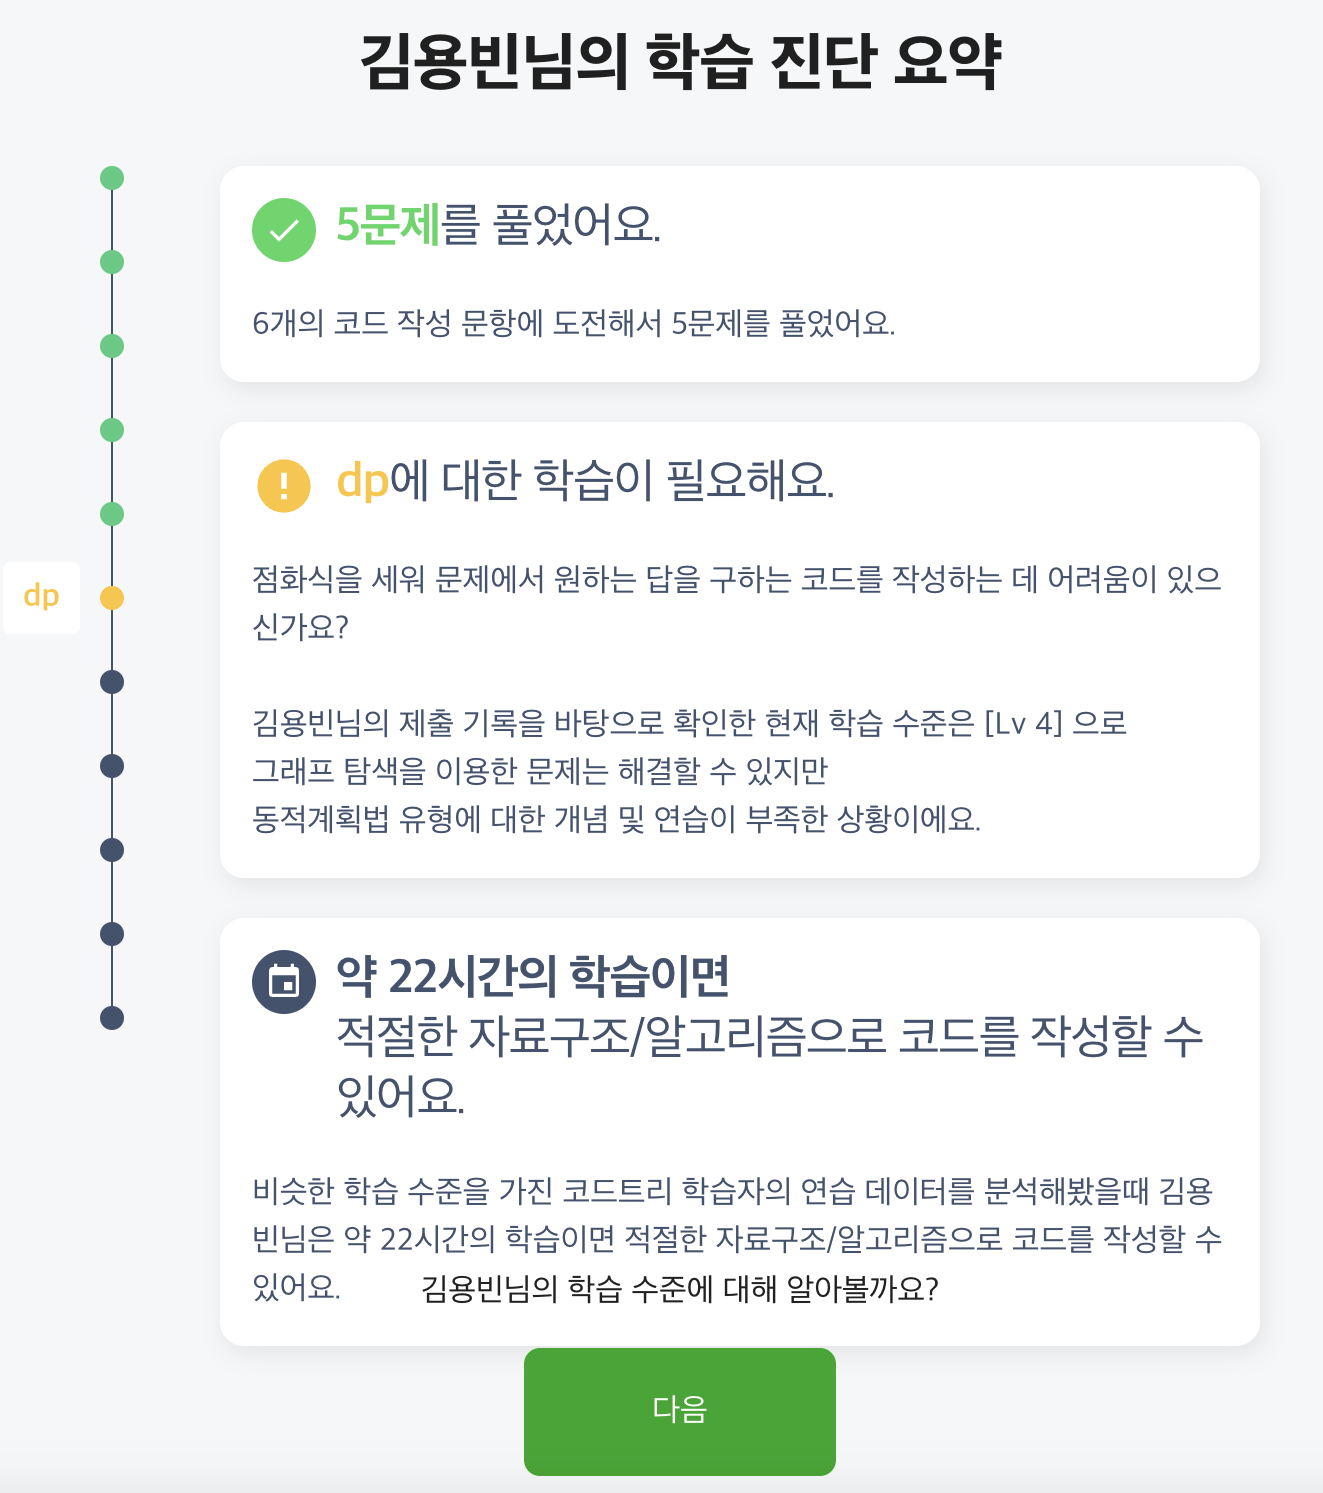 김용빈님의 학습 진단 요약
5문제를 풀었어요.
6개의 코드 작성 문항에 도전해서 5문제를 풀었어요.
dp
dp에 대한 학습이 필요해요.
점화식을 세워 문제에서 원하는 답을 구하는 코드를 작성하는 데 어려움이 있으
신가요?
김용빈님의 제출 기록을 바탕으로 확인한 현재 학습 수준은 [Lv 4] 으로
그래프 탐색을 이용한 문제는 해결할 수 있지만
동적계획법 유형에 대한 개념 및 연습이 부족한 상황이에요.
약 22시간의 학습이면
적절한 자료구조/알고리즘으로 코드를 작성할 수
있어요.
비슷한 학습 수준을 가진 코드트리 학습자의 연습 데이터를 분석해봤을때 김용
빈님은 약 22시간의 학습이면 적절한 자료구조/알고리즘으로 코드를 작성할 수
있어요.
김용빈님의 학습 수준에 대해 알아볼까요?
다음